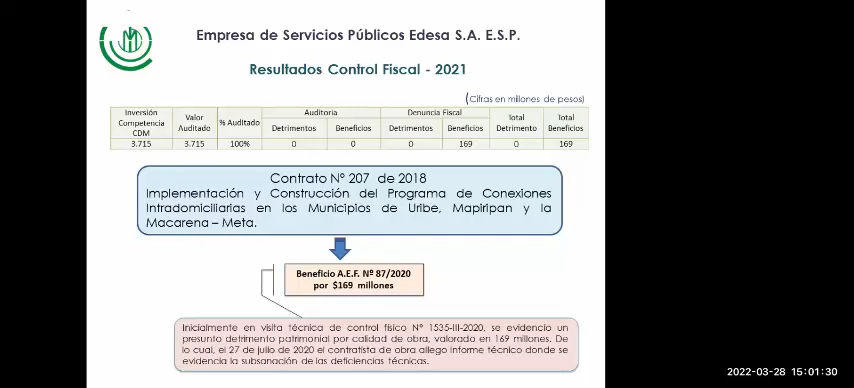 Empresa de Servicios Públicos Edesa S.A. E.S.P.
Resultados Control Fiscal - 2021
(Cifras en millones de pesos)
Inversión Competencia CDM | Valor Auditado | % Auditado | Auditoria | Denuncia Fiscal | Total Detrimento | Total Beneficios
Detrimentos | Beneficios | Detrimentos | Beneficios
3.715 | 3.715 | 100% | 0 | 0 | 0 | 169 | 0 | 169
Contrato N° 207 de 2018
Implementación y Construcción del Programa de Conexiones
Intradomiciliarias en los Municipios de Uribe, Mapiripan y la
Macarena – Meta.
Beneficio A.E.F. Nº 87/2020
por $169 millones
Inicialmente en visita técnica de control físico N° 1535-III-2020, se evidencio un
presunto detrimento patrimonial por calidad de obra, valorado en 169 millones. De
lo cual, el 27 de julio de 2020 el contratista de obra allego informe técnico donde se
evidencia la subsanación de las deficiencias técnicas.
2022-03-28 15:01:30